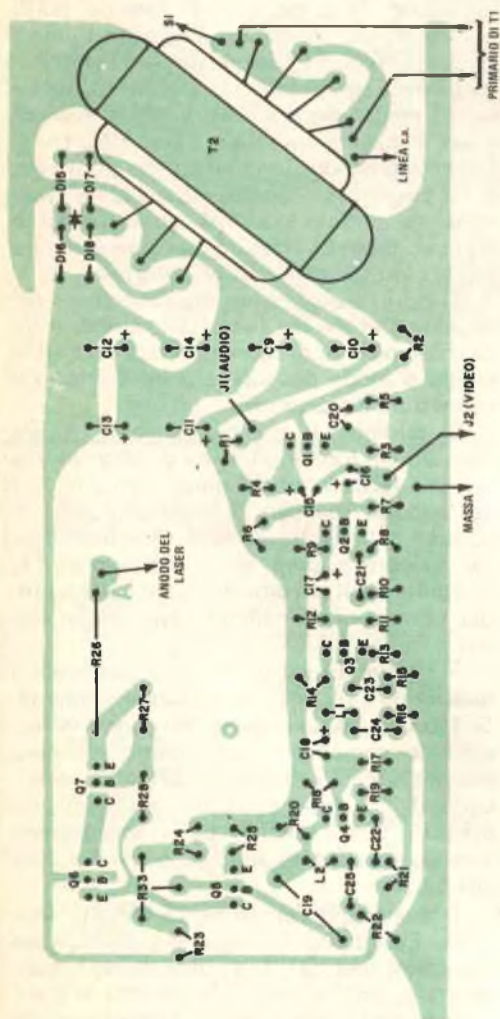 PRIMARIO DI T1
S1
LINEA c.a.
T2
D15
D17
D16
D18
C12
C14
C9
C10
R2
C13
C11
J1 (AUDIO)
R1
C
B
E
Q1
C20
R5
R4
C15
C16
R3
J2 (VIDEO)
R6
R7
MASSA
R9
C
B
E
Q2
R8
C17
C21
R10
R12
R11
C
B
E
Q3
R13
R14
C23
R15
L1
C24
R16
ANODO DEL
LASER
A
R26
R27
Q7
E
B
C
R28
C18
R18
R17
R19
C
B
E
Q4
C22
R20
R24
R25
R33
Q6
C
B
E
Q5
E
B
C
L2
C25
R21
C19
R22
R23